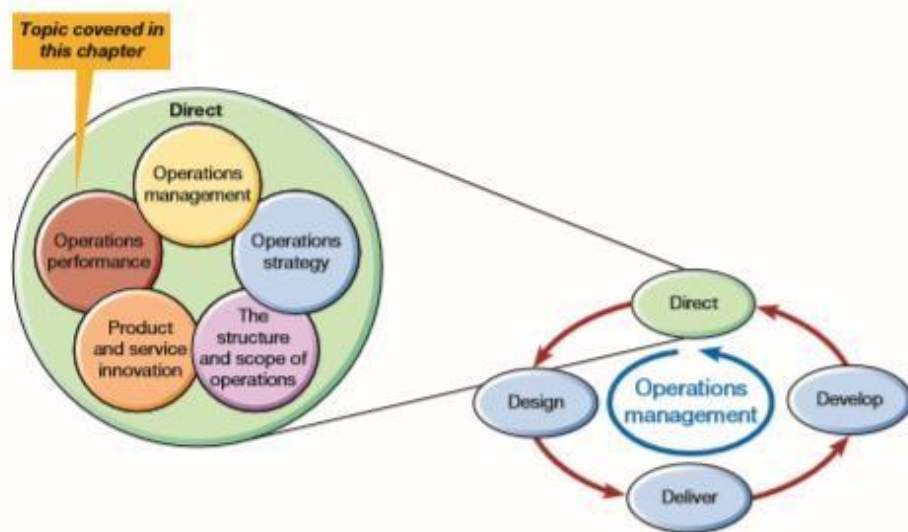 Topic covered in
this chapter
Direct
Operations
management
Operations
performance
Operations
strategy
Product
and service
innovation
The
structure
and scope of
operations
Direct
Design
Operations
management
Develop
Deliver